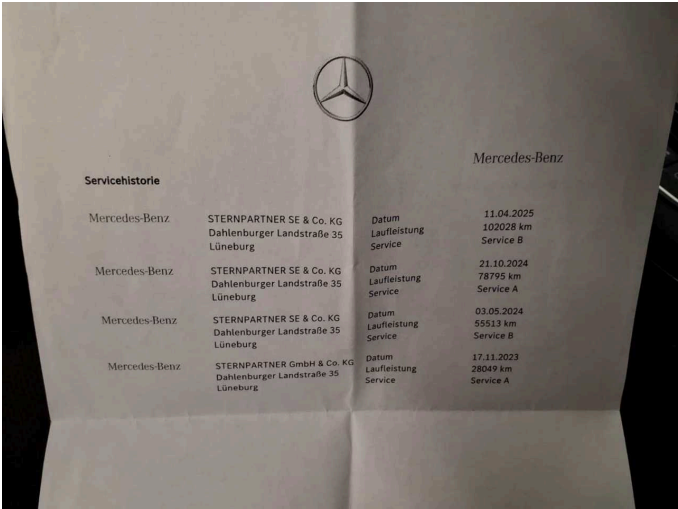 Mercedes-Benz
Servicehistorie
Mercedes-Benz STERNPARTNER SE & Co. KG Datum 11.04.2025
Dahlenburger Landstraße 35 Laufleistung 102028 km
Lüneburg Service Service B
Mercedes-Benz STERNPARTNER SE & Co. KG Datum 21.10.2024
Dahlenburger Landstraße 35 Laufleistung 78795 km
Lüneburg Service Service A
Mercedes-Benz STERNPARTNER SE & Co. KG Datum 03.05.2024
Dahlenburger Landstraße 35 Laufleistung 55513 km
Lüneburg Service Service B
Mercedes-Benz STERNPARTNER GmbH & Co. KG Datum 17.11.2023
Dahlenburger Landstraße 35 Laufleistung 28049 km
Lüneburg Service Service A